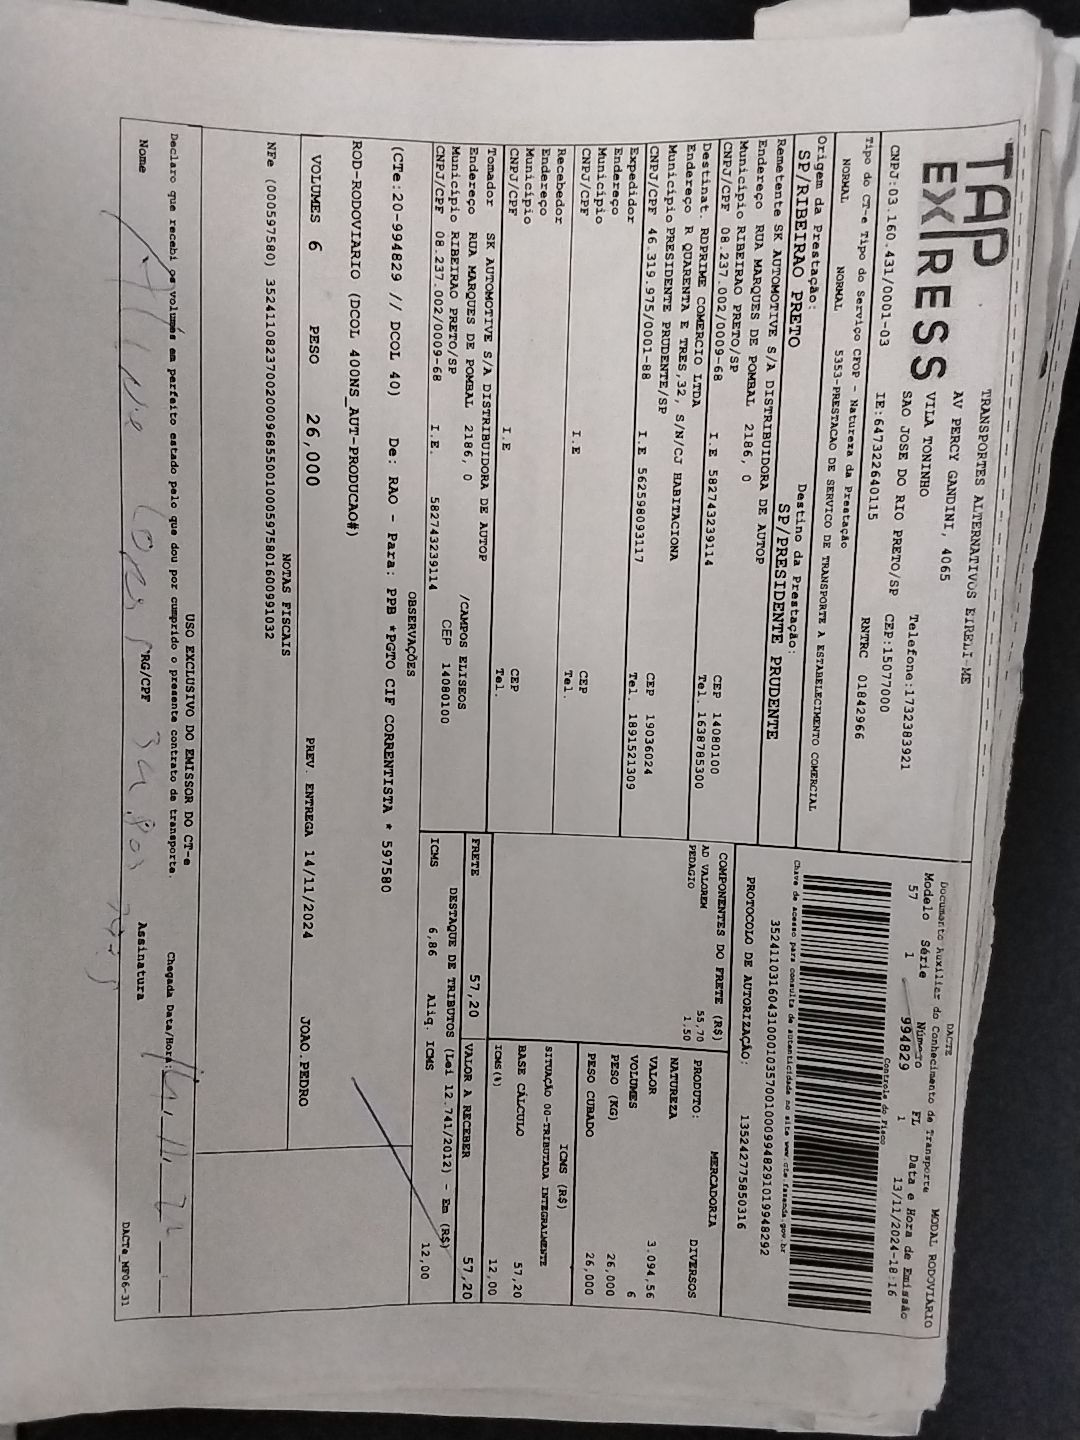 TAP
EXPRESS
TRANSPORTES ALTERNATIVOS EIRELI-ME
AV PERCY GANDINI, 4065
VILA TONINHO
SAO JOSE DO RIO PRETO/SP
Telefone:1732383921
CEP:15077000
CNPJ:03.160.431/0001-03
IE:647322640115
RNTRC 01842966
Tipo do CT-e Tipo do Serviço CFOP - Natureza da Prestação
NORMAL NORMAL 5353-PRESTACAO DE SERVICO DE TRANSPORTE A ESTABELECIMENTO COMERCIAL
Origem da Prestação: Destino da Prestação:
SP/RIBEIRAO PRETO SP/PRESIDENTE PRUDENTE
DACTE
Documento Auxiliar do Conhecimento de Transporte MODAL RODOVIÁRIO
Modelo Série Número FL Data e Hora de Emissão
57 1 994829 1 13/11/2024-18:16
Controle do Fisco
Chave de acesso para consulta de autenticidade no site www.cte.fazenda.gov.br
PROTOCOLO DE AUTORIZAÇÃO: 135242775850316
Remetente SK AUTOMOTIVE S/A DISTRIBUIDORA DE AUTOP
Endereço RUA MARQUES DE POMBAL 2186, 0
Município RIBEIRAO PRETO/SP CEP 14080100
CNPJ/CPF 08.237.002/0009-68 I.E 582743239114 Tel. 1638785300
Destinat. RDPRIME COMERCIO LTDA
Endereço R QUARENTA E TRES,32, S/N/CJ HABITACIONA
Município PRESIDENTE PRUDENTE/SP CEP 19036024
CNPJ/CPF 46.319.975/0001-88 I.E 562598093117 Tel. 1891521309
Expedidor
Endereço
Município CEP
CNPJ/CPF I.E Tel.
Recebedor
Endereço
Município CEP
CNPJ/CPF I.E Tel.
Tomador SK AUTOMOTIVE S/A DISTRIBUIDORA DE AUTOP
Endereço RUA MARQUES DE POMBAL 2186, 0 /CAMPOS ELISEOS
Município RIBEIRAO PRETO/SP CEP 14080100
CNPJ/CPF 08.237.002/0009-68 I.E. 582743239114
COMPONENTES DO FRETE (R$)
AD VALOREM 55,70
PEDAGIO 1,50
PRODUTO: MERCADORIA
NATUREZA DIVERSOS
VALOR 3.094,56
VOLUMES 6
PESO (KG) 26,000
PESO CUBADO 26,000
ICMS (R$)
SITUAÇÃO 00-TRIBUTADA INTEGRALMENTE
BASE CÁLCULO 57,20
ICMS(%) 12,00
FRETE 57,20 VALOR A RECEBER 57,20
DESTAQUE DE TRIBUTOS (Lei 12.741/2012) - Em (R$)
ICMS 6,86 Aliq. ICMS 12,00
OBSERVAÇÕES
(CTe:20-994829 // DCOL 40) De: RAO - Para: PPB *PGTO CIF CORRENTISTA * 597580
ROD-RODOVIARIO (DCOL 400NS_AUT-PRODUCAO#)
VOLUMES 6 PESO 26,000 PREV. ENTREGA 14/11/2024 JOAO.PEDRO
NOTAS FISCAIS
USO EXCLUSIVO DO EMISSOR DO CT-e
Declaro que recebi os volumes em perfeito estado pelo que dou por cumprido o presente contrato de transporte. Chegada Data/Hora:
Nome RG/CPF Assinatura
DACTe_MF06-31